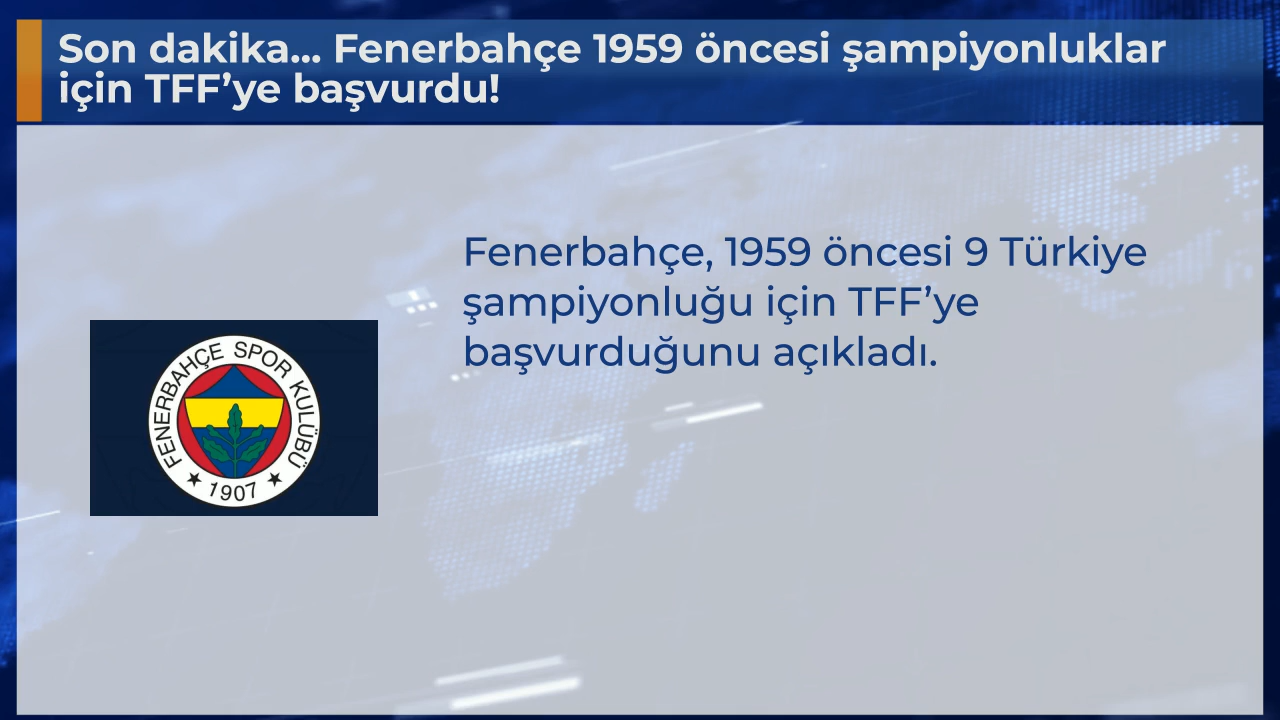 Son dakika... Fenerbahçe 1959 öncesi şampiyonluklar
için TFF’ye başvurdu!
Fenerbahçe, 1959 öncesi 9 Türkiye
şampiyonluğu için TFF’ye
başvurduğunu açıkladı.
FENERBAHÇE SPOR KULÜBÜ
★ 1907 ★